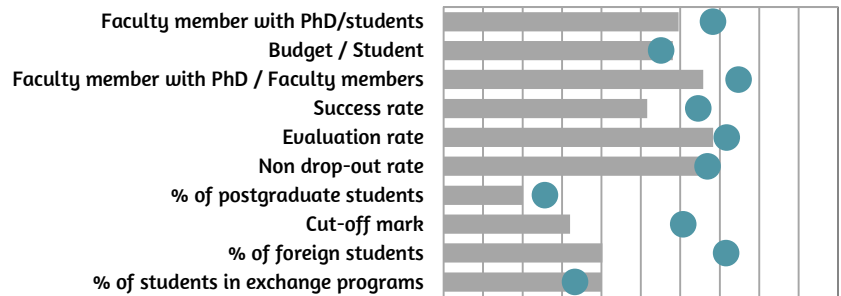 Faculty member with PhD/students
Budget / Student
Faculty member with PhD / Faculty members
Success rate
Evaluation rate
Non drop-out rate
% of postgraduate students
Cut-off mark
% of foreign students
% of students in exchange programs